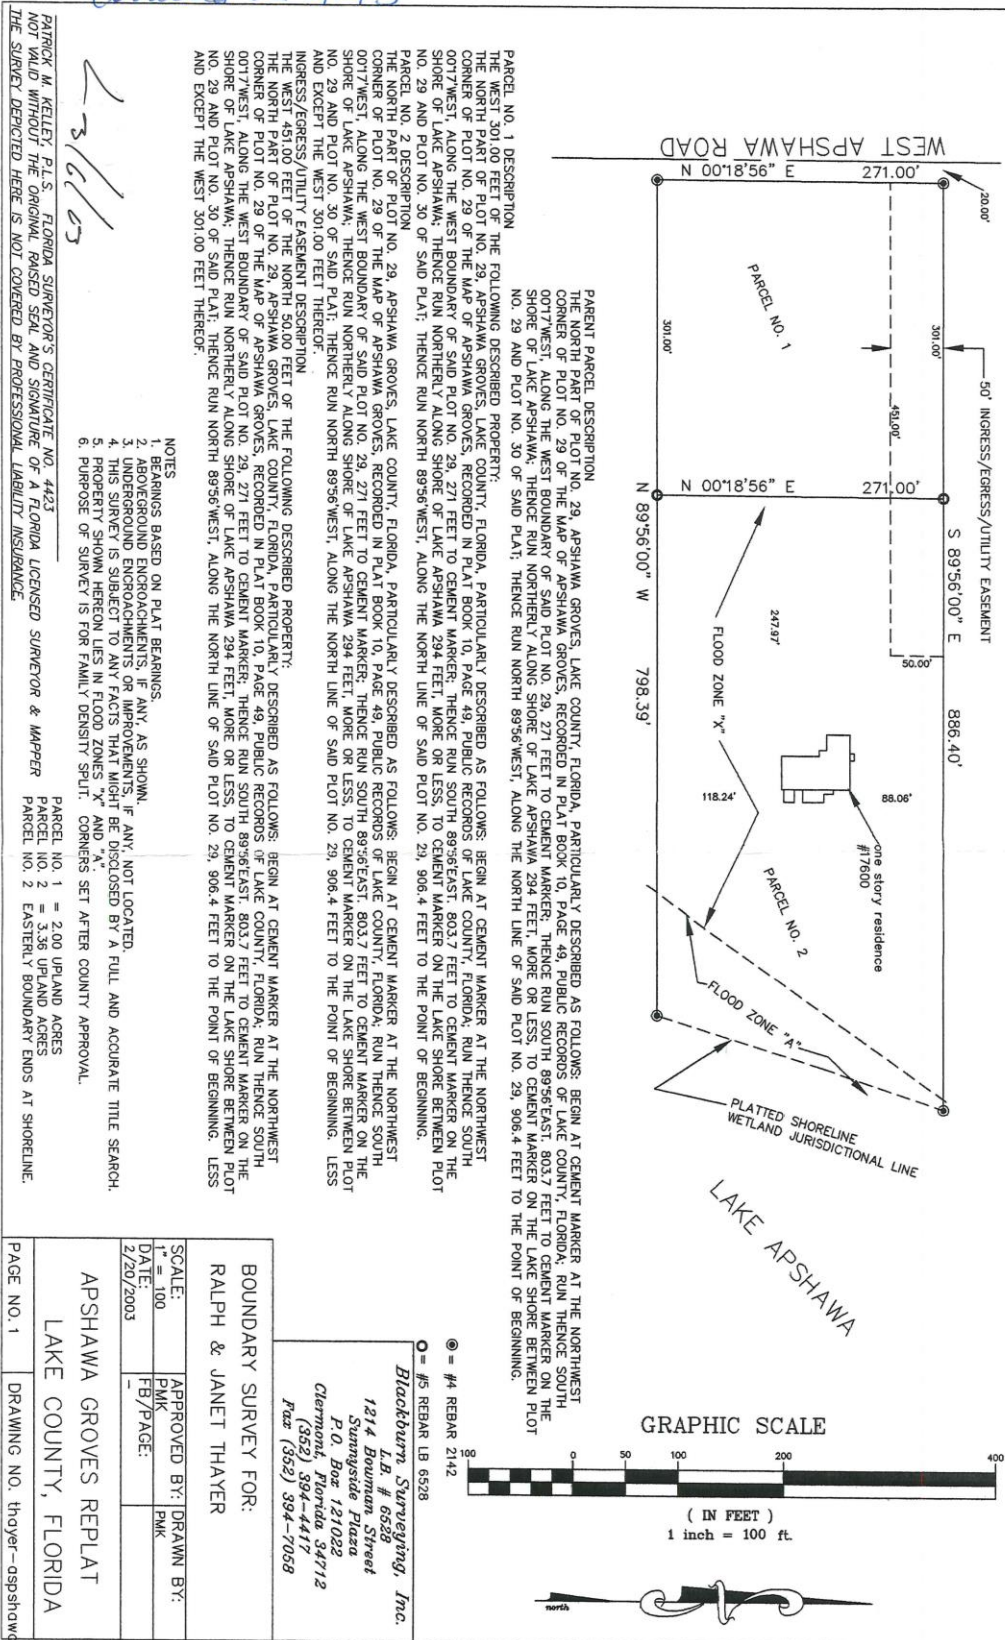 WEST APSHAWA ROAD
N 00°18'56" E 271.00'
20.00'
50' INGRESS/EGRESS/UTILITY EASEMENT
301.00'
301.00'
451.00'
PARCEL NO. 1
N 00°18'56" E 271.00'
S 89°56'00" E 886.40'
50.00'
N 89°56'00" W 798.39'
247.97'
FLOOD ZONE "X"
118.24'
88.06'
one story residence
#17600
PARCEL NO. 2
FLOOD ZONE "A"
PLATTED SHORELINE
WETLAND JURISDICTIONAL LINE
LAKE APSHAWA
GRAPHIC SCALE
100 0 50 100 200 400
( IN FEET )
1 inch = 100 ft.
north
PARENT PARCEL DESCRIPTION
THE NORTH PART OF PLOT NO. 29, APSHAWA GROVES, LAKE COUNTY, FLORIDA, PARTICULARLY DESCRIBED AS FOLLOWS: BEGIN AT CEMENT MARKER AT THE NORTHWEST
CORNER OF PLOT NO. 29 OF THE MAP OF APSHAWA GROVES, RECORDED IN PLAT BOOK 10, PAGE 49, PUBLIC RECORDS OF LAKE COUNTY, FLORIDA; RUN THENCE SOUTH
00°17'WEST, ALONG THE WEST BOUNDARY OF SAID PLOT NO. 29, 271 FEET TO CEMENT MARKER; THENCE RUN SOUTH 89°56'EAST. 803.7 FEET TO CEMENT MARKER ON THE
SHORE OF LAKE APSHAWA; THENCE RUN NORTHERLY ALONG SHORE OF LAKE APSHAWA 294 FEET, MORE OR LESS, TO CEMENT MARKER ON THE LAKE SHORE BETWEEN PLOT
NO. 29 AND PLOT NO. 30 OF SAID PLAT; THENCE RUN NORTH 89°56'WEST, ALONG THE NORTH LINE OF SAID PLOT NO. 29, 906.4 FEET TO THE POINT OF BEGINNING.
PARCEL NO. 1 DESCRIPTION
THE WEST 301.00 FEET OF THE FOLLOWING DESCRIBED PROPERTY:
THE NORTH PART OF PLOT NO. 29, APSHAWA GROVES, LAKE COUNTY, FLORIDA, PARTICULARLY DESCRIBED AS FOLLOWS: BEGIN AT CEMENT MARKER AT THE NORTHWEST
CORNER OF PLOT NO. 29 OF THE MAP OF APSHAWA GROVES, RECORDED IN PLAT BOOK 10, PAGE 49, PUBLIC RECORDS OF LAKE COUNTY, FLORIDA; RUN THENCE SOUTH
00°17'WEST, ALONG THE WEST BOUNDARY OF SAID PLOT NO. 29, 271 FEET TO CEMENT MARKER; THENCE RUN SOUTH 89°56'EAST. 803.7 FEET TO CEMENT MARKER ON THE
SHORE OF LAKE APSHAWA; THENCE RUN NORTHERLY ALONG SHORE OF LAKE APSHAWA 294 FEET, MORE OR LESS, TO CEMENT MARKER ON THE LAKE SHORE BETWEEN PLOT
NO. 29 AND PLOT NO. 30 OF SAID PLAT; THENCE RUN NORTH 89°56'WEST, ALONG THE NORTH LINE OF SAID PLOT NO. 29, 906.4 FEET TO THE POINT OF BEGINNING.
PARCEL NO. 2 DESCRIPTION
THE NORTH PART OF PLOT NO. 29, APSHAWA GROVES, LAKE COUNTY, FLORIDA, PARTICULARLY DESCRIBED AS FOLLOWS: BEGIN AT CEMENT MARKER AT THE NORTHWEST
CORNER OF PLOT NO. 29 OF THE MAP OF APSHAWA GROVES, RECORDED IN PLAT BOOK 10, PAGE 49, PUBLIC RECORDS OF LAKE COUNTY, FLORIDA; RUN THENCE SOUTH
00°17'WEST, ALONG THE WEST BOUNDARY OF SAID PLOT NO. 29, 271 FEET TO CEMENT MARKER; THENCE RUN SOUTH 89°56'EAST. 803.7 FEET TO CEMENT MARKER ON THE
SHORE OF LAKE APSHAWA; THENCE RUN NORTHERLY ALONG SHORE OF LAKE APSHAWA 294 FEET, MORE OR LESS, TO CEMENT MARKER ON THE LAKE SHORE BETWEEN PLOT
NO. 29 AND PLOT NO. 30 OF SAID PLAT; THENCE RUN NORTH 89°56'WEST, ALONG THE NORTH LINE OF SAID PLOT NO. 29, 906.4 FEET TO THE POINT OF BEGINNING. LESS
AND EXCEPT THE WEST 301.00 FEET THEREOF.
INGRESS/EGRESS/UTILITY EASEMENT DESCRIPTION
THE WEST 451.00 FEET OF THE NORTH 50.00 FEET OF THE FOLLOWING DESCRIBED PROPERTY:
THE NORTH PART OF PLOT NO. 29, APSHAWA GROVES, LAKE COUNTY, FLORIDA, PARTICULARLY DESCRIBED AS FOLLOWS: BEGIN AT CEMENT MARKER AT THE NORTHWEST
CORNER OF PLOT NO. 29 OF THE MAP OF APSHAWA GROVES, RECORDED IN PLAT BOOK 10, PAGE 49, PUBLIC RECORDS OF LAKE COUNTY, FLORIDA; RUN THENCE SOUTH
00°17'WEST, ALONG THE WEST BOUNDARY OF SAID PLOT NO. 29, 271 FEET TO CEMENT MARKER; THENCE RUN SOUTH 89°56'EAST. 803.7 FEET TO CEMENT MARKER ON THE
SHORE OF LAKE APSHAWA; THENCE RUN NORTHERLY ALONG SHORE OF LAKE APSHAWA 294 FEET, MORE OR LESS, TO CEMENT MARKER ON THE LAKE SHORE BETWEEN PLOT
NO. 29 AND PLOT NO. 30 OF SAID PLAT; THENCE RUN NORTH 89°56'WEST, ALONG THE NORTH LINE OF SAID PLOT NO. 29, 906.4 FEET TO THE POINT OF BEGINNING. LESS
AND EXCEPT THE WEST 301.00 FEET THEREOF.
NOTES
1. BEARINGS BASED ON PLAT BEARINGS.
2. ABOVEGROUND ENCROACHMENTS, IF ANY, AS SHOWN.
3. UNDERGROUND ENCROACHMENTS OR IMPROVEMENTS, IF ANY, NOT LOCATED.
4. THIS SURVEY IS SUBJECT TO ANY FACTS THAT MIGHT BE DISCLOSED BY A FULL AND ACCURATE TITLE SEARCH.
5. PROPERTY SHOWN HEREON LIES IN FLOOD ZONES "X" AND "A".
6. PURPOSE OF SURVEY IS FOR FAMILY DENSITY SPLIT. CORNERS SET AFTER COUNTY APPROVAL.
PARCEL NO. 1 = 2.00 UPLAND ACRES
PARCEL NO. 2 = 3.36 UPLAND ACRES
PARCEL NO. 2 EASTERLY BOUNDARY ENDS AT SHORELINE.
3/6/03
PATRICK M. KELLEY, P.L.S. FLORIDA SURVEYOR'S CERTIFICATE NO. 4423
NOT VALID WITHOUT THE ORIGINAL RAISED SEAL AND SIGNATURE OF A FLORIDA LICENSED SURVEYOR & MAPPER
THE SURVEY DEPICTED HERE IS NOT COVERED BY PROFESSIONAL LIABILITY INSURANCE.
= #4 REBAR 2142
= #5 REBAR LB 6528
Blackburn Surveying, Inc.
L.B. # 6528
1214 Bowman Street
Sunnyside Plaza
P.O. Box 121022
Clermont, Florida 34712
(352) 394-4417
Fax (352) 394-7058
BOUNDARY SURVEY FOR:
RALPH & JANET THAYER
SCALE: 1" = 100
APPROVED BY: PMK
DRAWN BY: PMK
DATE: 2/20/2003
FB/PAGE: -
APSHAWA GROVES REPLAT
LAKE COUNTY, FLORIDA
PAGE NO. 1
DRAWING NO. thayer-aspshawa